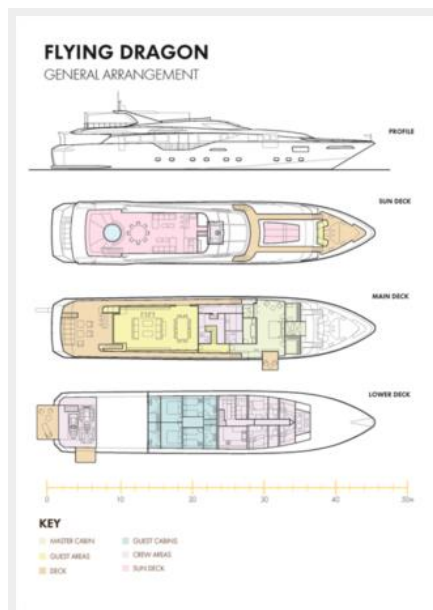 FLYING DRAGON
GENERAL ARRANGEMENT
PROFILE
SUN DECK
MAIN DECK
LOWER DECK
0 10 20 30 40 50m
KEY
AMSTER CABIN GUEST CABINS
GUEST AREAS CREW AREAS
DECK SUN DECK